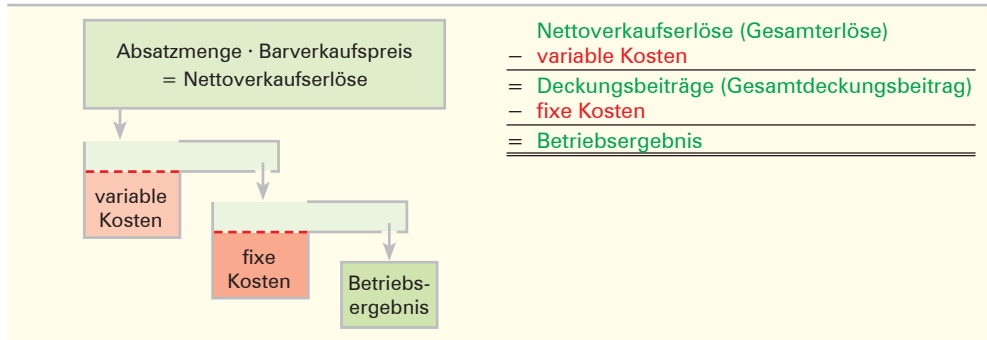 Absatzmenge · Barverkaufspreis
= Nettoverkaufserlöse
variable
Kosten
fixe
Kosten
Betriebs-
ergebnis
Nettoverkaufserlöse (Gesamterlöse)
– variable Kosten
= Deckungsbeiträge (Gesamtdeckungsbeitrag)
– fixe Kosten
= Betriebsergebnis